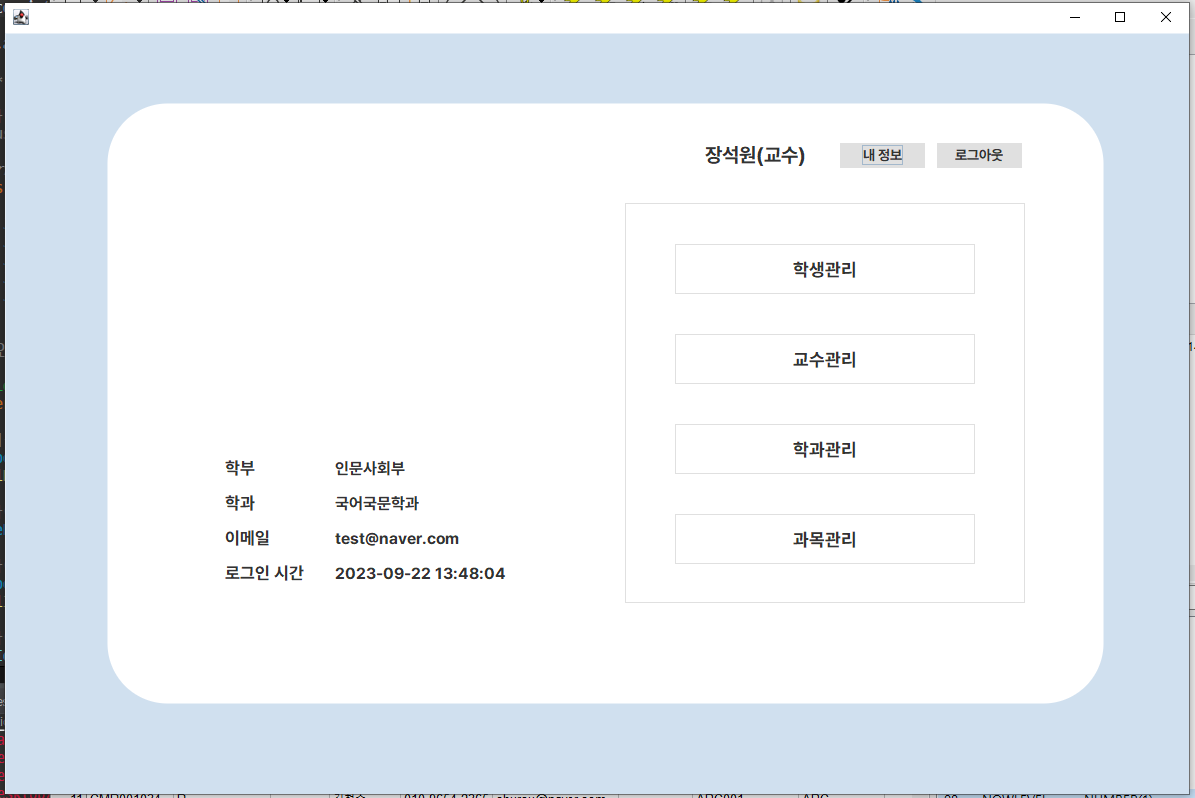 장석원(교수)
내 정보
로그아웃
학생관리
교수관리
학과관리
과목관리
학부 인문사회부
학과 국어국문학과
이메일 test@naver.com
로그인 시간 2023-09-22 13:48:04